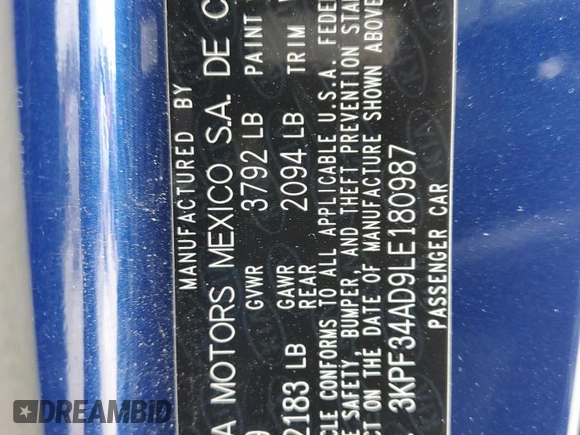 MANUFACTURED BY
A MOTORS MEXICO S.A. DE C
9 GVWR 3792 LB PAINT
2183 LB GAWR REAR 2094 LB TRIM
CLE CONFORMS TO ALL APPLICABLE U.S.A. FEDE
E SAFETY, BUMPER, AND THEFT PREVENTION STA
CT ON THE DATE OF MANUFACTURE SHOWN ABOVE
3KPF34AD9LE180987
PASSENGER CAR
DREAMBID